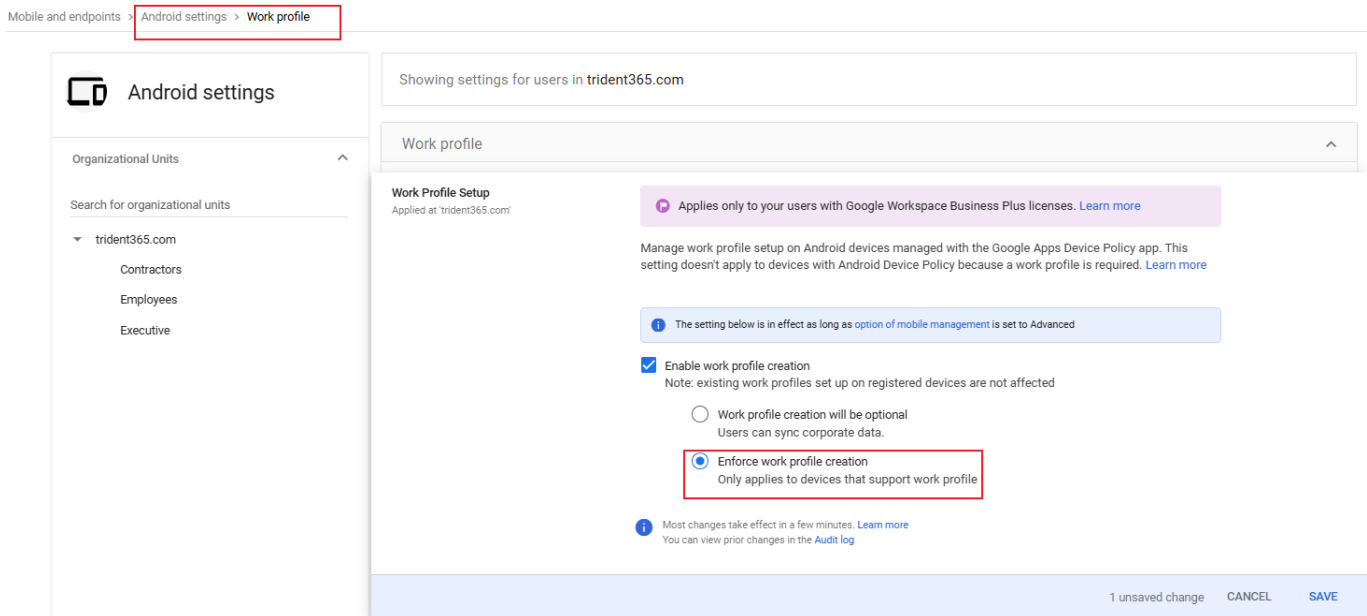 Mobile and endpoints > Android settings > Work profile
Android settings
Showing settings for users in trident365.com
Organizational Units
Search for organizational units
trident365.com
Contractors
Employees
Executive
Work profile
Work Profile Setup
Applied at 'trident365.com'
Applies only to your users with Google Workspace Business Plus licenses. Learn more
Manage work profile setup on Android devices managed with the Google Apps Device Policy app. This
setting doesn't apply to devices with Android Device Policy because a work profile is required. Learn more
The setting below is in effect as long as option of mobile management is set to Advanced
Enable work profile creation
Note: existing work profiles set up on registered devices are not affected
Work profile creation will be optional
Users can sync corporate data.
Enforce work profile creation
Only applies to devices that support work profile
Most changes take effect in a few minutes. Learn more
You can view prior changes in the Audit log
1 unsaved change CANCEL SAVE